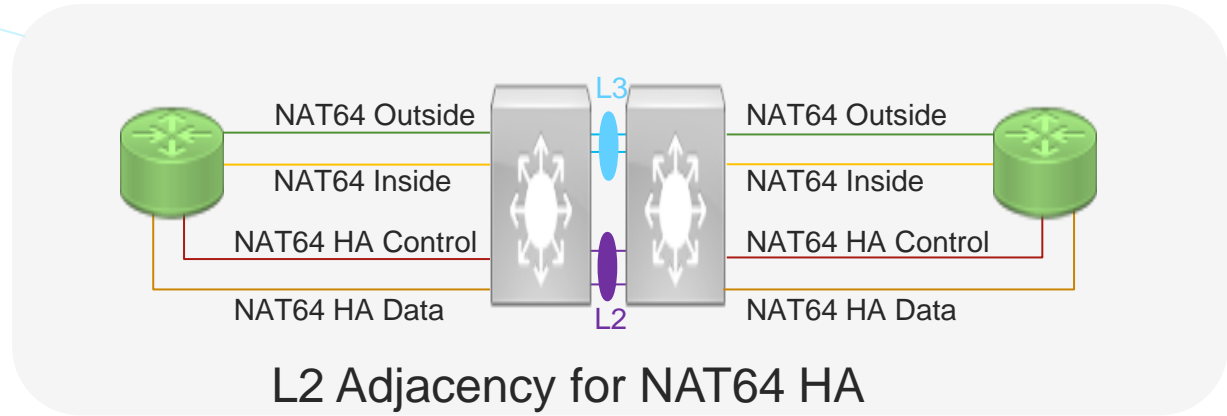 L3
NAT64 Outside
NAT64 Outside
NAT64 Inside
NAT64 Inside
NAT64 HA Control
NAT64 HA Control
NAT64 HA Data
NAT64 HA Data
L2
L2 Adjacency for NAT64 HA